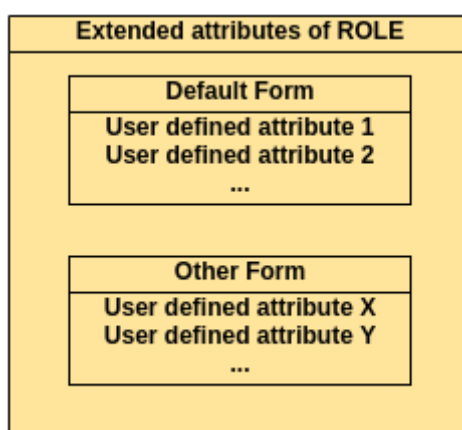 Extended attributes of ROLE
Default Form
User defined attribute 1
User defined attribute 2
...
Other Form
User defined attribute X
User defined attribute Y
...